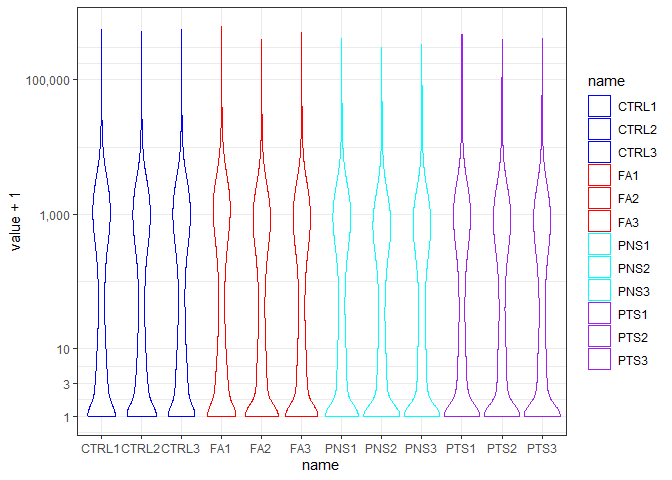 value + 1
100,000
1,000
10
3
1
CTRL1 CTRL2 CTRL3 FA1 FA2 FA3 PNS1 PNS2 PNS3 PTS1 PTS2 PTS3
name
name
CTRL1
CTRL2
CTRL3
FA1
FA2
FA3
PNS1
PNS2
PNS3
PTS1
PTS2
PTS3